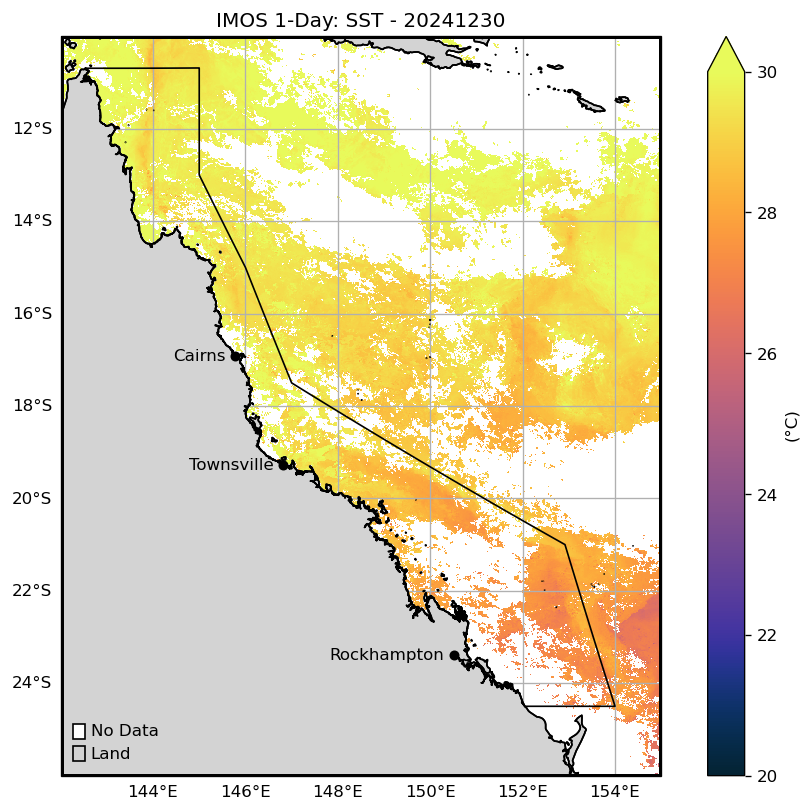 IMOS 1-Day: SST - 20241230
12°S
14°S
16°S
18°S
20°S
22°S
24°S
Cairns
Townsville
Rockhampton
No Data
Land
144°E 146°E 148°E 150°E 152°E 154°E
30
28
26
24
22
20
(°C)